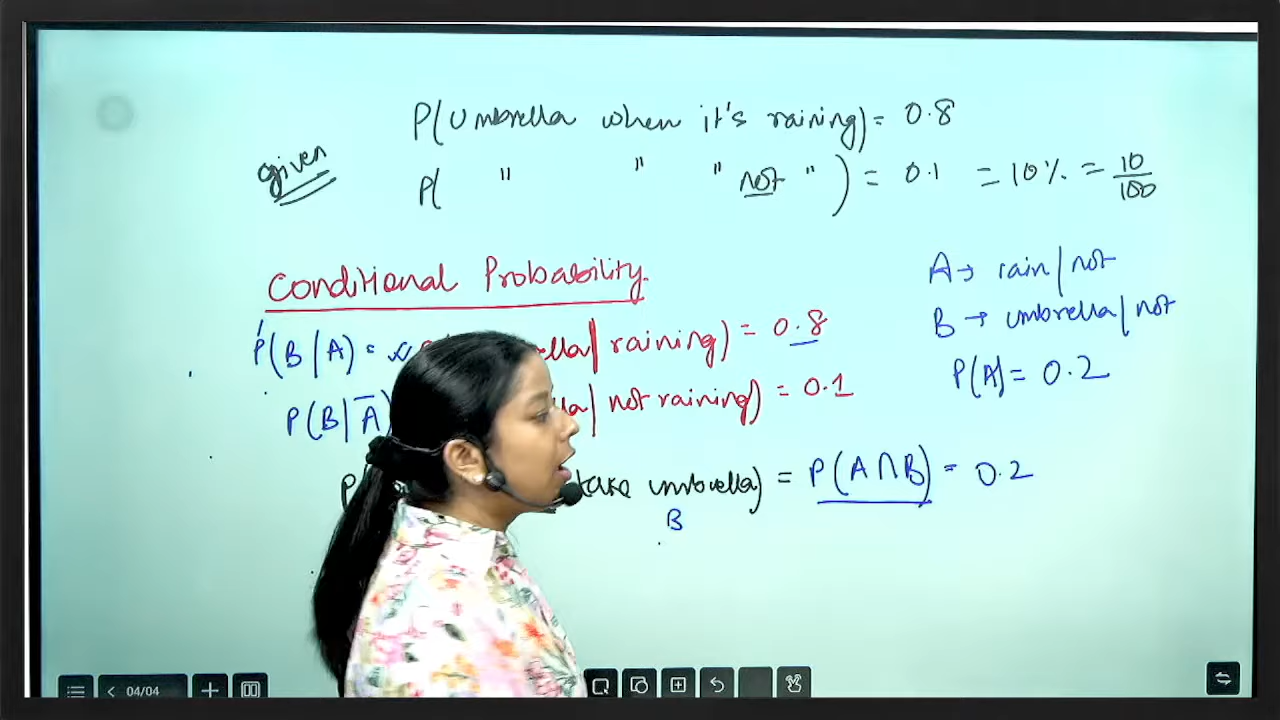 P(Umbrella when it's raining) = 0.8
given
P( " " " not " ) = 0.1 = 10% = 10/100
Conditional Probability.
A → rain/not
B → umbrella/not
P(B|A) = raining) = 0.8
P(A) = 0.2
P(B|A̅) not raining) = 0.1
take umbrella) = P(A∩B) = 0.2
B
04/04